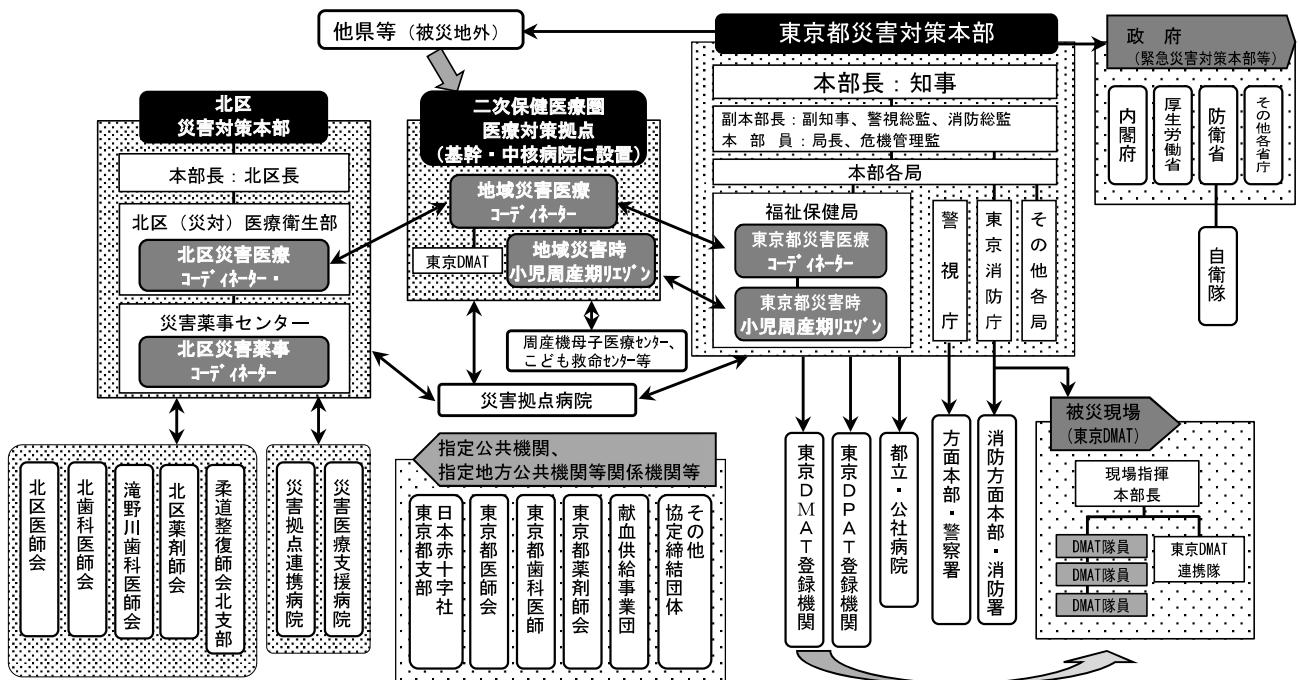 他県等（被災地外）
東京都災害対策本部
本部長：知事
副本部長：副知事、警視総監、消防総監
本　部　員：局長、危機管理監
本部各局
福祉保健局
東京都災害医療
コーディネーター
東京都災害時
小児周産期リエゾン
警視庁
東京消防庁
その他各局
政　府
（緊急災害対策本部等）
内閣府
厚生労働省
防衛省
その他各省庁
自衛隊
北区
災害対策本部
本部長：北区長
北区（災対）医療衛生部
北区災害医療
コーディネーター・
災害薬事センター
北区災害薬事
コーディネーター
二次保健医療圏
医療対策拠点
（基幹・中核病院に設置）
地域災害医療
コーディネーター
東京DMAT
地域災害時
小児周産期リエゾン
周産機母子医療センター、
こども救命センター等
災害拠点病院
北区医師会
北歯科医師会
滝野川歯科医師会
北区薬剤師会
柔道整復師会北支部
災害拠点連携病院
災害医療支援病院
指定公共機関、
指定地方公共機関等関係機関等
日本赤十字社
東京都支部
東京都医師会
東京都歯科医師
東京都薬剤師会
献血供給事業団
その他
協定締結団体
東京ＤＭＡＴ登録機関
東京ＤＰＡＴ登録機関
都立・公社病院
方面本部・警察署
消防方面本部・消防署
被災現場
（東京DMAT）
現場指揮
本部長
DMAT隊員
DMAT隊員
DMAT隊員
東京DMAT
連携隊